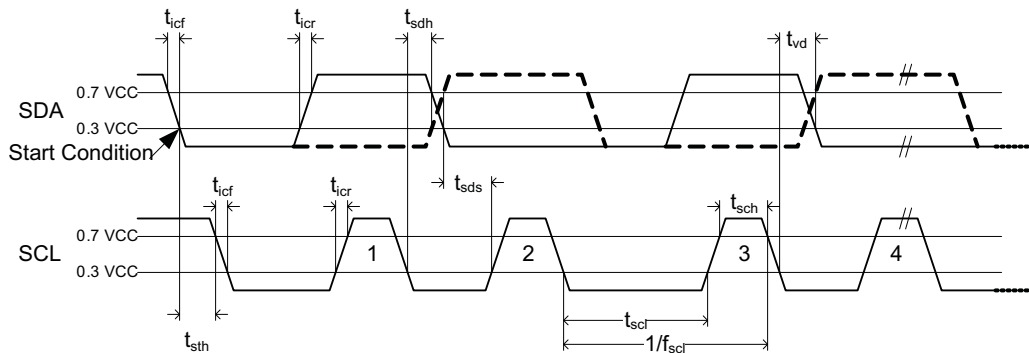 t_icf t_icr t_sdh t_vd
0.7 VCC
SDA
0.3 VCC
Start Condition
t_icf t_icr t_sds t_sch
0.7 VCC
SCL 1 2 3 4
0.3 VCC
t_scl
t_sth 1/f_scl